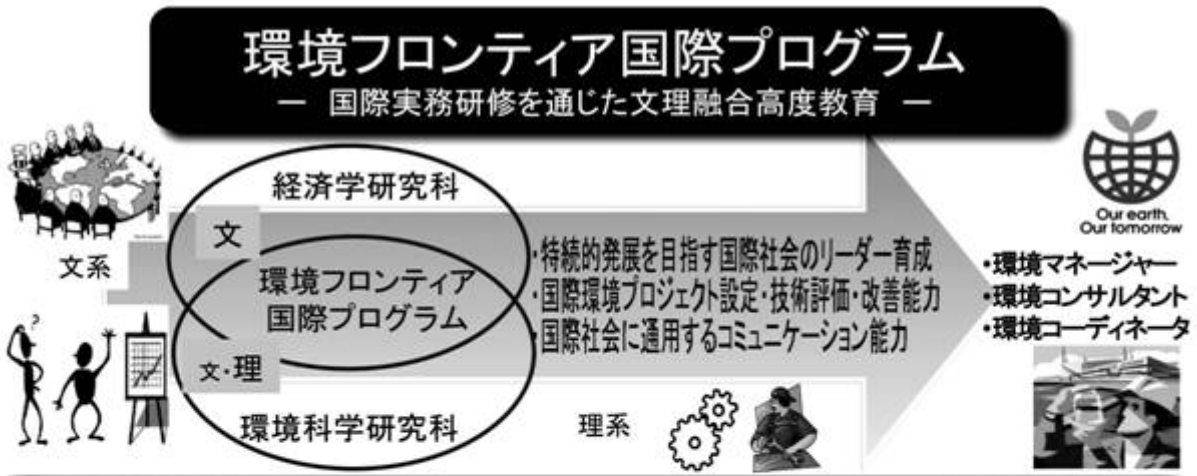 環境フロンティア国際プログラム
― 国際実務研修を通じた文理融合高度教育 ―
経済学研究科
文
文系
環境フロンティア
国際プログラム
文・理
環境科学研究科
・持続的発展を目指す国際社会のリーダー育成
・国際環境プロジェクト設定・技術評価・改善能力
・国際社会に通用するコミュニケーション能力
理系
Our earth.
Our tomorrow
・環境マネージャー
・環境コンサルタント
・環境コーディネータ
?